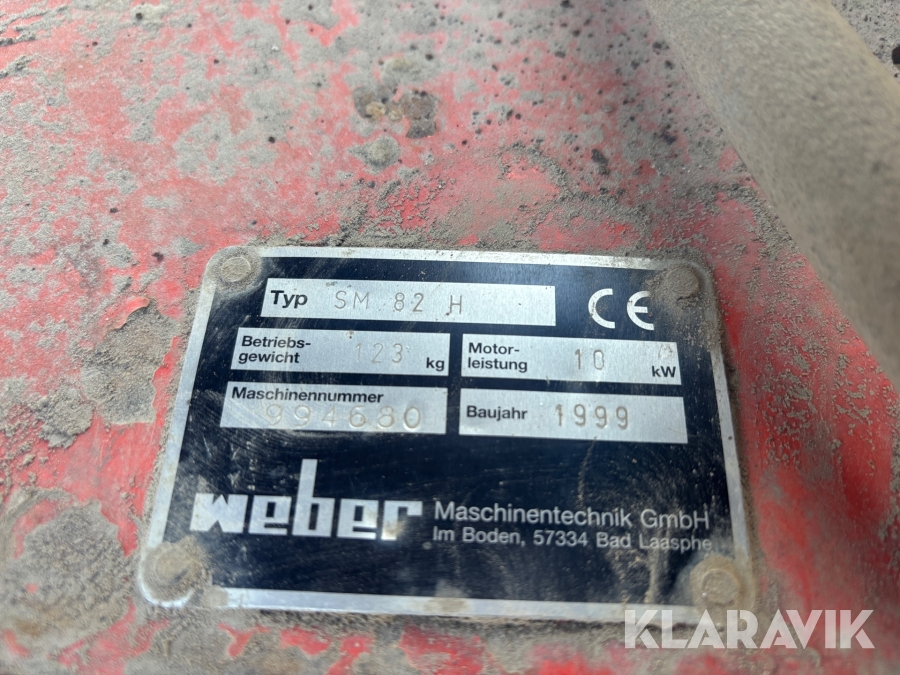 Typ SM 82 H
CE
Betriebs-
gewicht 123 kg
Motor-
leistung 10 kW
Maschinennummer
994680
Baujahr 1999
weber Maschinentechnik GmbH
Im Boden, 57334 Bad Laasphe
KLARAVIK